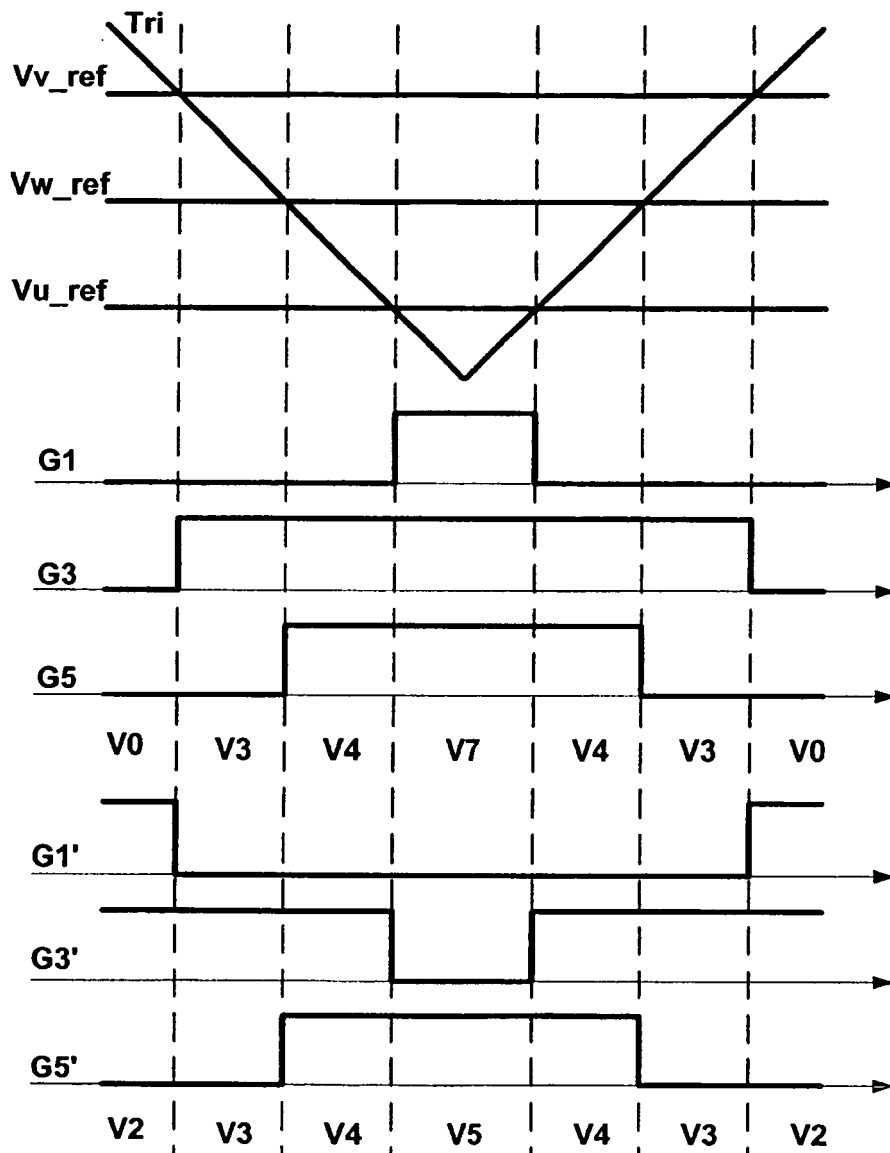 Tri
Vv_ref
Vw_ref
Vu_ref
G1
G3
G5
V0 V3 V4 V7 V4 V3 V0
G1'
G3'
G5'
V2 V3 V4 V5 V4 V3 V2